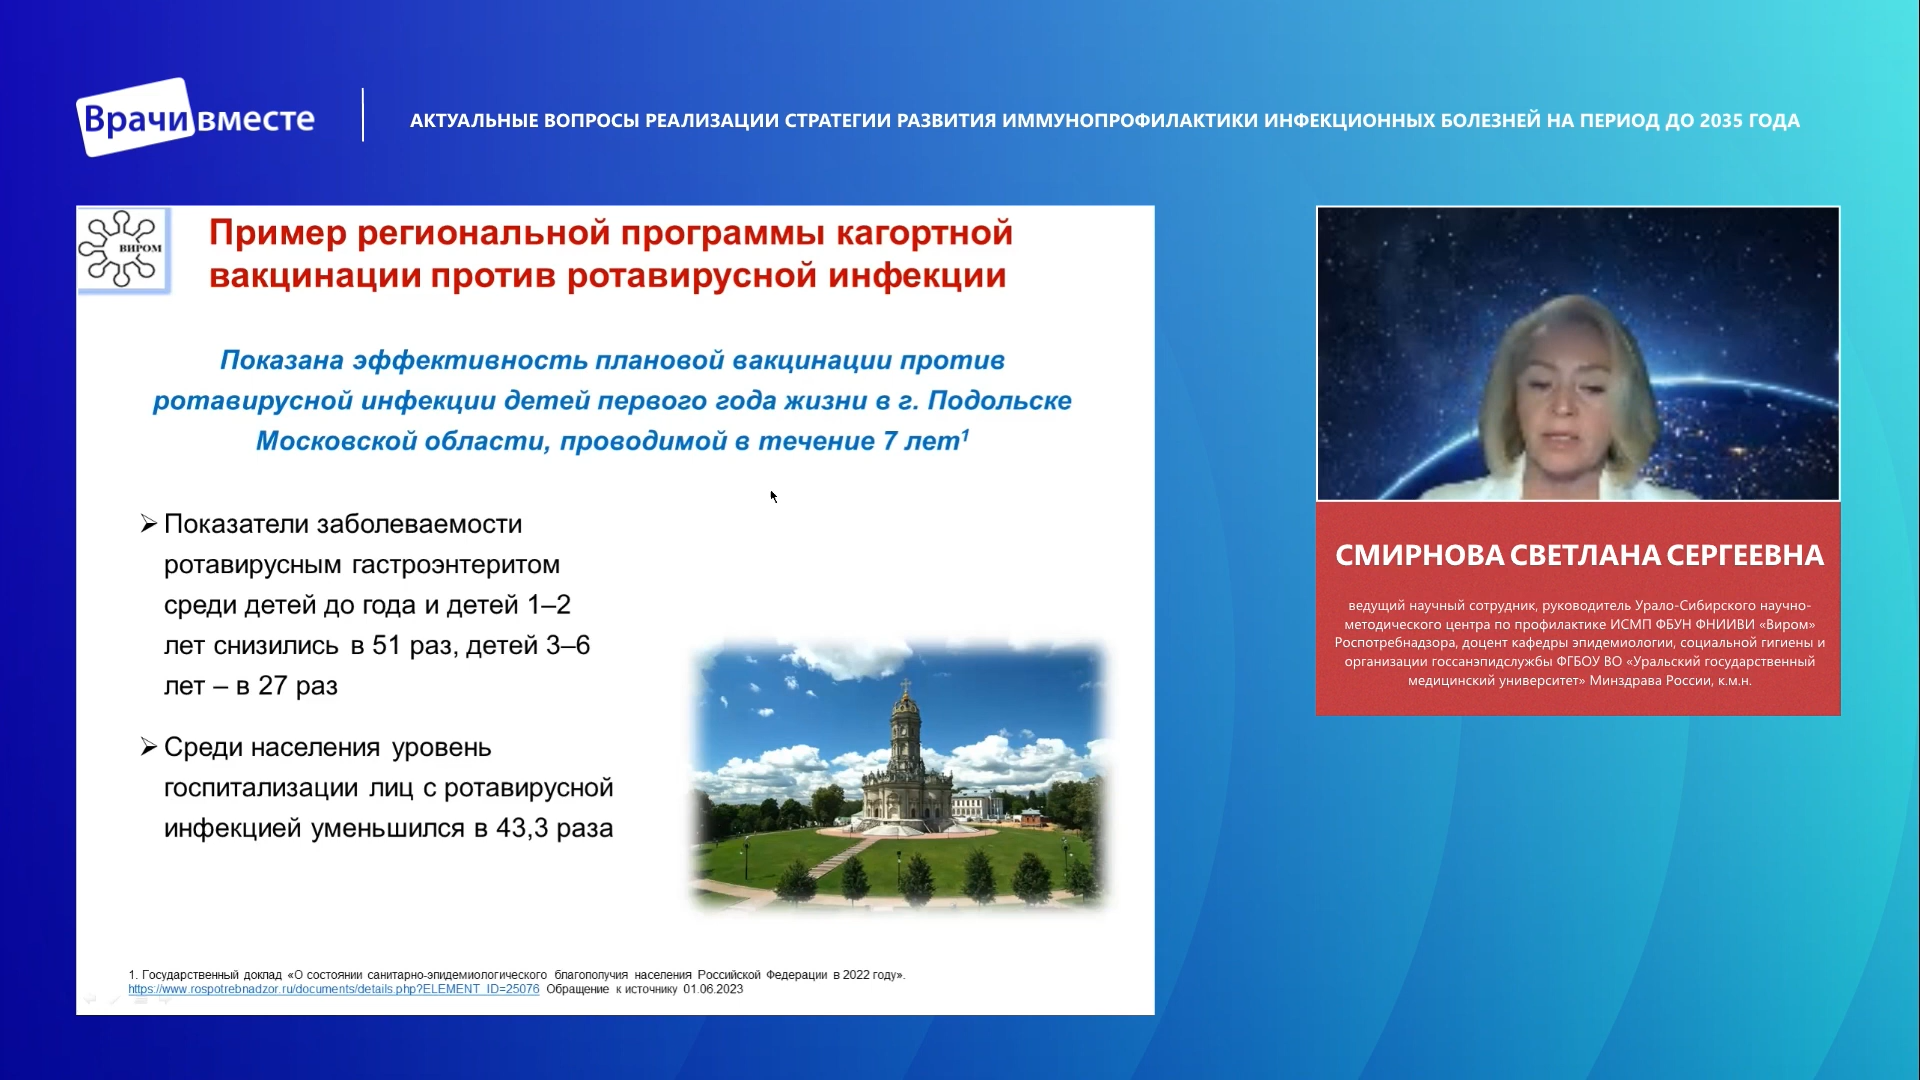 Врачи вместе
АКТУАЛЬНЫЕ ВОПРОСЫ РЕАЛИЗАЦИИ СТРАТЕГИИ РАЗВИТИЯ ИММУНОПРОФИЛАКТИКИ ИНФЕКЦИОННЫХ БОЛЕЗНЕЙ НА ПЕРИОД ДО 2035 ГОДА
ВИРОМ
Пример региональной программы кагортной
вакцинации против ротавирусной инфекции
Показана эффективность плановой вакцинации против
ротавирусной инфекции детей первого года жизни в г. Подольске
Московской области, проводимой в течение 7 лет¹
➢ Показатели заболеваемости
ротавирусным гастроэнтеритом
среди детей до года и детей 1–2
лет снизились в 51 раз, детей 3–6
лет – в 27 раз
➢ Среди населения уровень
госпитализации лиц с ротавирусной
инфекцией уменьшился в 43,3 раза
1. Государственный доклад «О состоянии санитарно-эпидемиологического благополучия населения Российской Федерации в 2022 году».
https://www.rospotrebnadzor.ru/documents/details.php?ELEMENT_ID=25076 Обращение к источнику 01.06.2023
СМИРНОВА СВЕТЛАНА СЕРГЕЕВНА
ведущий научный сотрудник, руководитель Урало-Сибирского научно-
методического центра по профилактике ИСМП ФБУН ФНИИВИ «Виром»
Роспотребнадзора, доцент кафедры эпидемиологии, социальной гигиены и
организации госсанэпидслужбы ФГБОУ ВО «Уральский государственный
медицинский университет» Минздрава России, к.м.н.